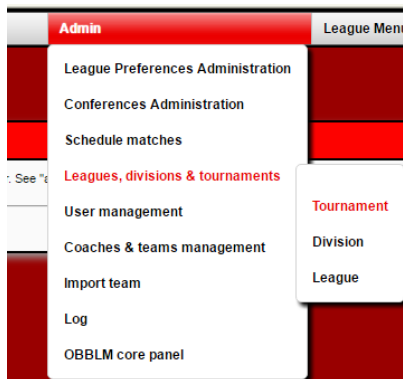 Admin
League Menu
League Preferences Administration
Conferences Administration
Schedule matches
r. See "a
Leagues, divisions & tournaments
User management
Coaches & teams management
Import team
Log
OBBLM core panel
Tournament
Division
League